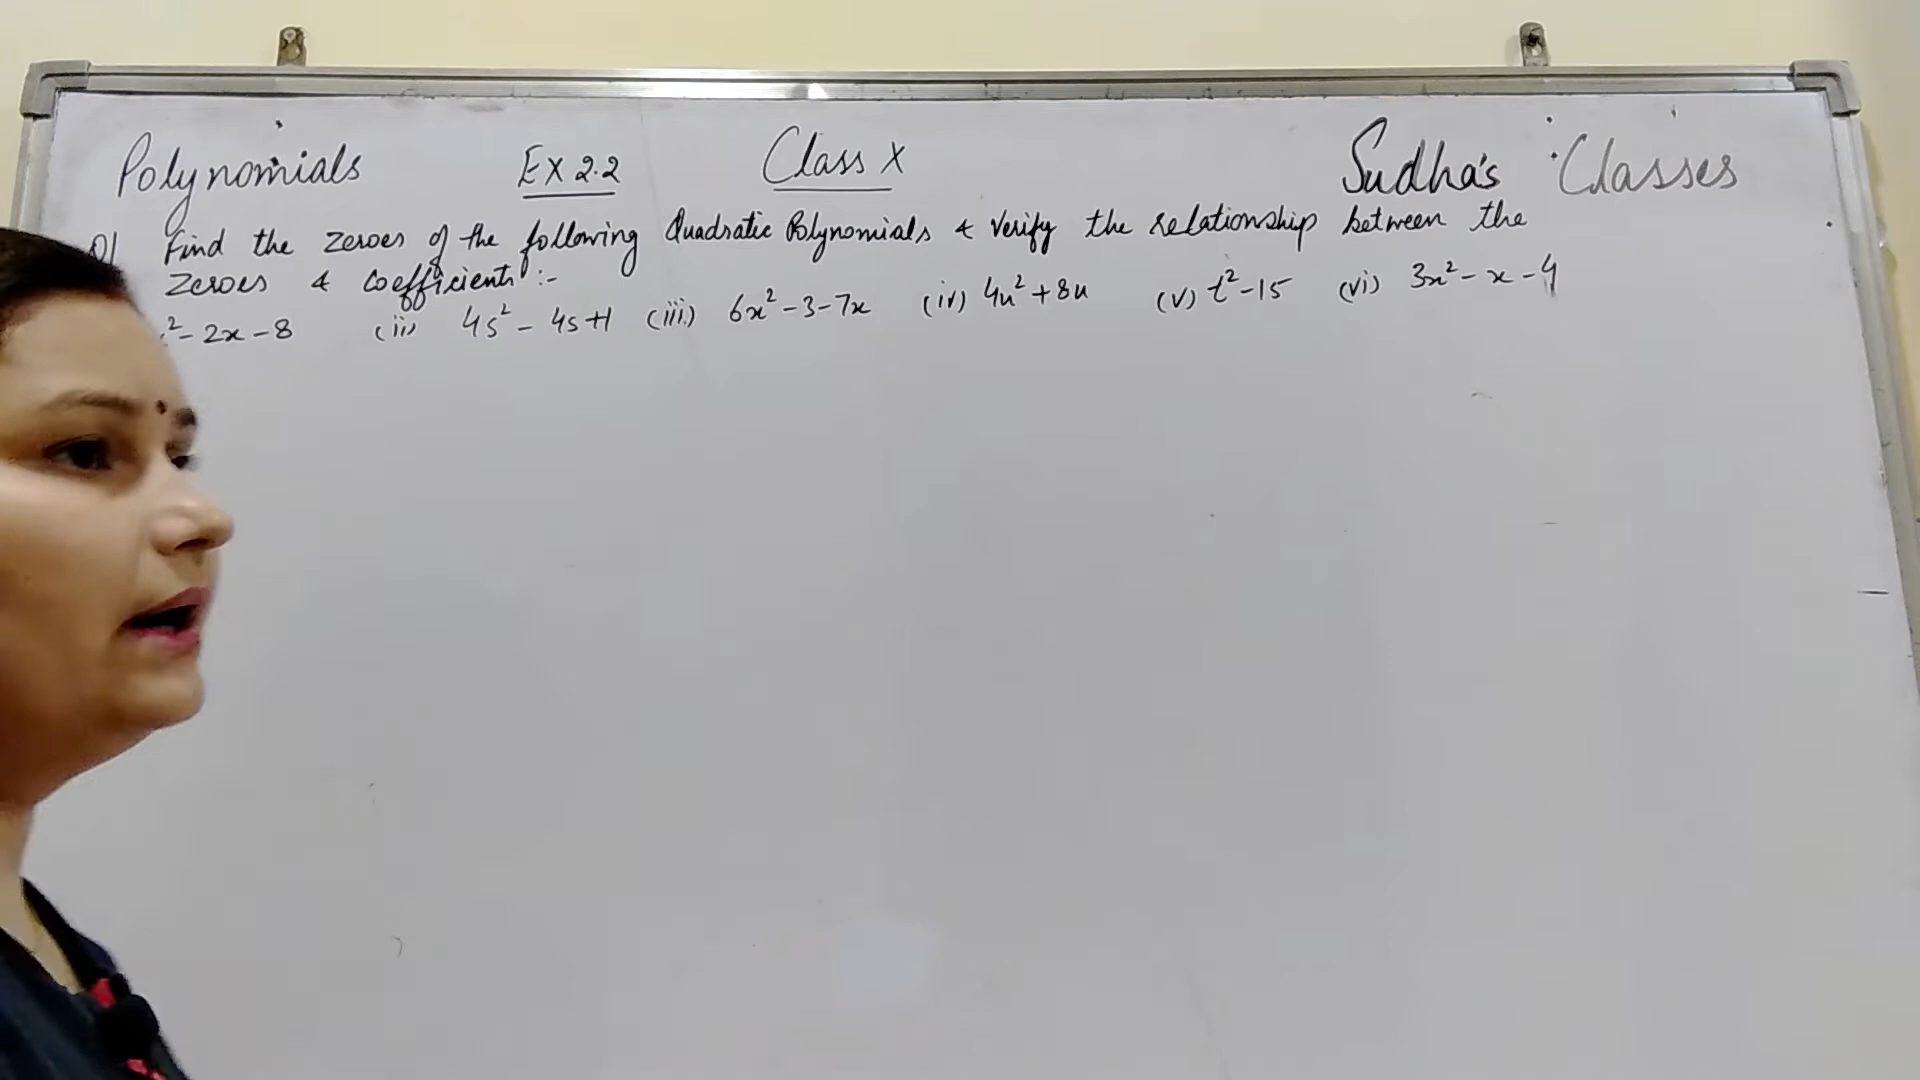 Polynomials Ex 2.2 Class X Sudha's Classes
Q1 Find the zeroes of the following Quadratic Polynomials & Verify the relationship between the
zeroes & coefficients :-
² - 2x - 8 (ii) 4s² - 4s + 1 (iii) 6x² - 3 - 7x (iv) 4u² + 8u (v) t² - 15 (vi) 3x² - x - 4